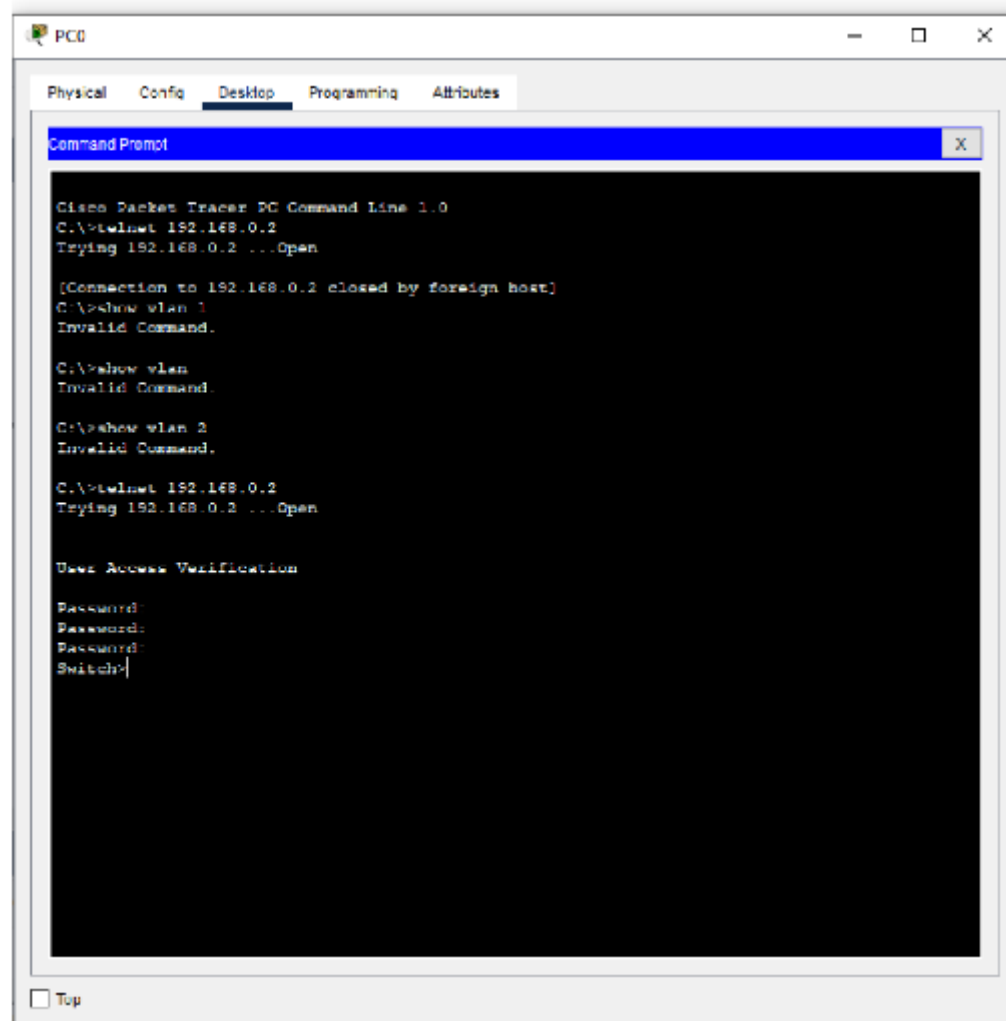 PC0
Physical Config Desktop Programming Attributes
Command Prompt
X
Cisco Packet Tracer PC Command Line 1.0
C:\>telnet 192.168.0.2
Trying 192.168.0.2 ...Open
[Connection to 192.168.0.2 closed by foreign host]
C:\>show vlan 1
Invalid Command.
C:\>show vlan
Invalid Command.
C:\>show vlan 2
Invalid Command.
C:\>telnet 192.168.0.2
Trying 192.168.0.2 ...Open
User Access Verification
Password:
Password:
Password:
Switch>
Top